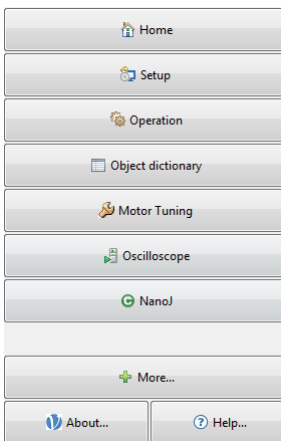 Home
Setup
Operation
Object dictionary
Motor Tuning
Oscilloscope
NanoJ
More...
About... Help...